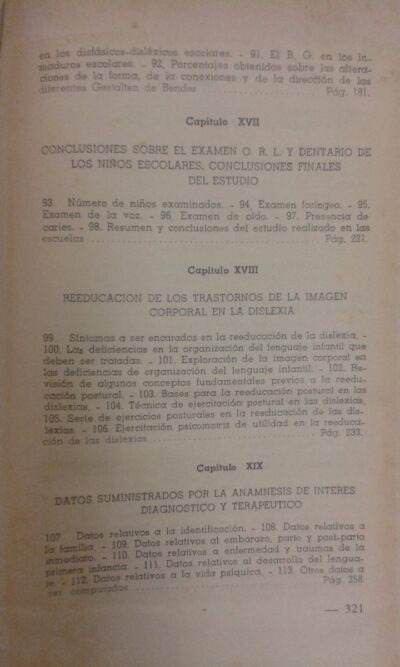 en los disfásicos-disléxicos escolares. - 91. El B. G. en los in-
maduros escolares. - 92. Porcentajes obtenidos sobre las altera-
ciones de la forma, de la conexiones y de la dirección de las
diferentes Gestalten de Bender .................... Pág. 181.
Capítulo XVII
CONCLUSIONES SOBRE EL EXAMEN O. R. L. Y DENTARIO DE
LOS NIÑOS ESCOLARES. CONCLUSIONES FINALES
DEL ESTUDIO
93. Número de niños examinados. - 94. Examen faríngeo. - 95.
Examen de la voz. - 96. Examen de oído. - 97. Presencia de
caries. - 98. Resumen y conclusiones del estudio realizado en las
escuelas .................... Pág. 221.
Capítulo XVIII
REEDUCACION DE LOS TRASTORNOS DE LA IMAGEN
CORPORAL EN LA DISLEXIA
99. Síntomas a ser encarados en la reeducación de la dislexia. -
100. Las deficiencias en la organización del lenguaje infantil que
deben ser tratadas. - 101. Exploración de la imagen corporal en
las deficiencias de organización del lenguaje infantil. - 102. Re-
visión de algunos conceptos fundamentales previos a la reedu-
cación postural. - 103. Bases para la reeducación postural en las
dislexias. - 104. Técnica de ejercitación postural en las dislexias.
105. Serie de ejercicios posturales en la reeducación de las dis-
lexias. - 106. Ejercitación psicomotriz de utilidad en la reeduca-
ción de las dislexias .................... Pág. 233.
Capítulo XIX
DATOS SUMINISTRADOS POR LA ANAMNESIS DE INTERES
DIAGNOSTICO Y TERAPEUTICO
107 Datos relativos a la identificación. - 108. Datos relativos a
la familia. - 109. Datos relativos al embarazo, parto y post-parto
inmediato. - 110. Datos relativos a enfermedad y traumas de la
primera infancia. - 111. Datos relativos al desarrollo del lengua-
je. - 112. Datos relativos a la vida psíquica. - 113. Otros datos a
ser computados .................... Pág. 258.
— 321